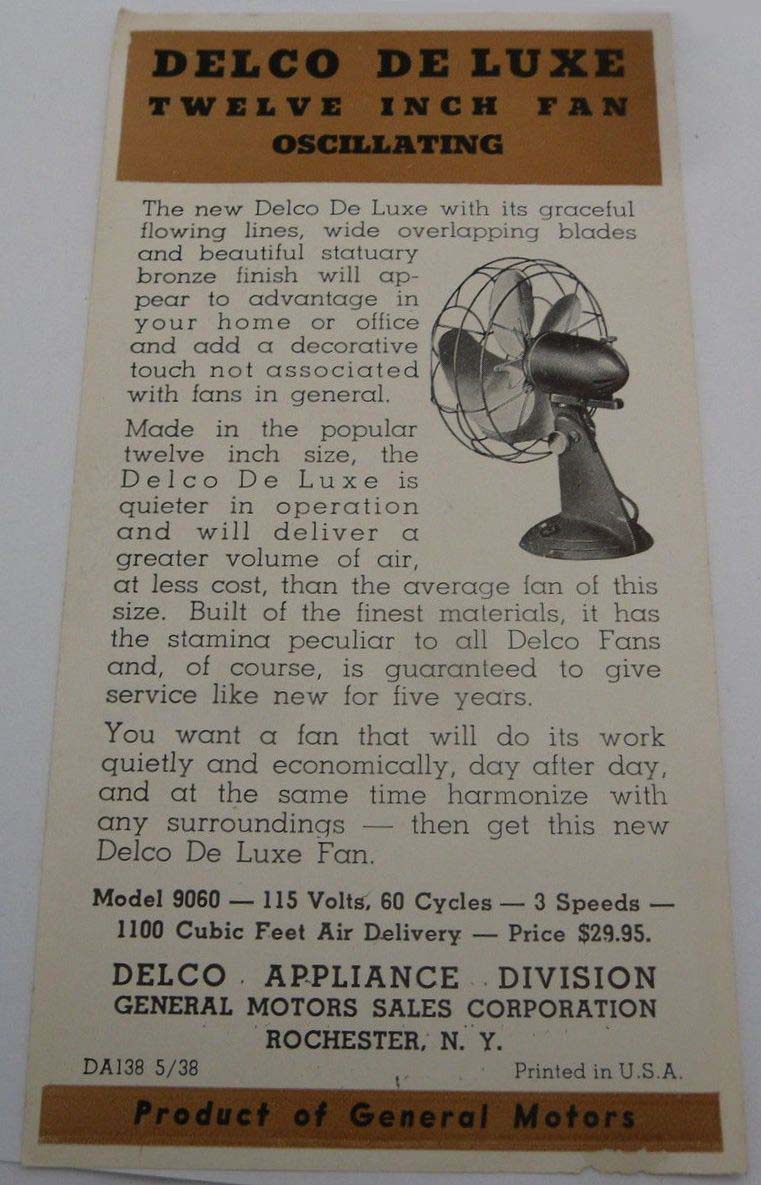 DELCO DE LUXE
TWELVE INCH FAN
OSCILLATING
The new Delco De Luxe with its graceful
flowing lines, wide overlapping blades
and beautiful statuary
bronze finish will ap-
pear to advantage in
your home or office
and add a decorative
touch not associated
with fans in general.
Made in the popular
twelve inch size, the
Delco De Luxe is
quieter in operation
and will deliver a
greater volume of air,
at less cost, than the average fan of this
size. Built of the finest materials, it has
the stamina peculiar to all Delco Fans
and, of course, is guaranteed to give
service like new for five years.
You want a fan that will do its work
quietly and economically, day after day,
and at the same time harmonize with
any surroundings — then get this new
Delco De Luxe Fan.
Model 9060 — 115 Volts, 60 Cycles — 3 Speeds —
1100 Cubic Feet Air Delivery — Price $29.95.
DELCO APPLIANCE DIVISION
GENERAL MOTORS SALES CORPORATION
ROCHESTER, N. Y.
DA138 5/38 Printed in U.S.A.
Product of General Motors